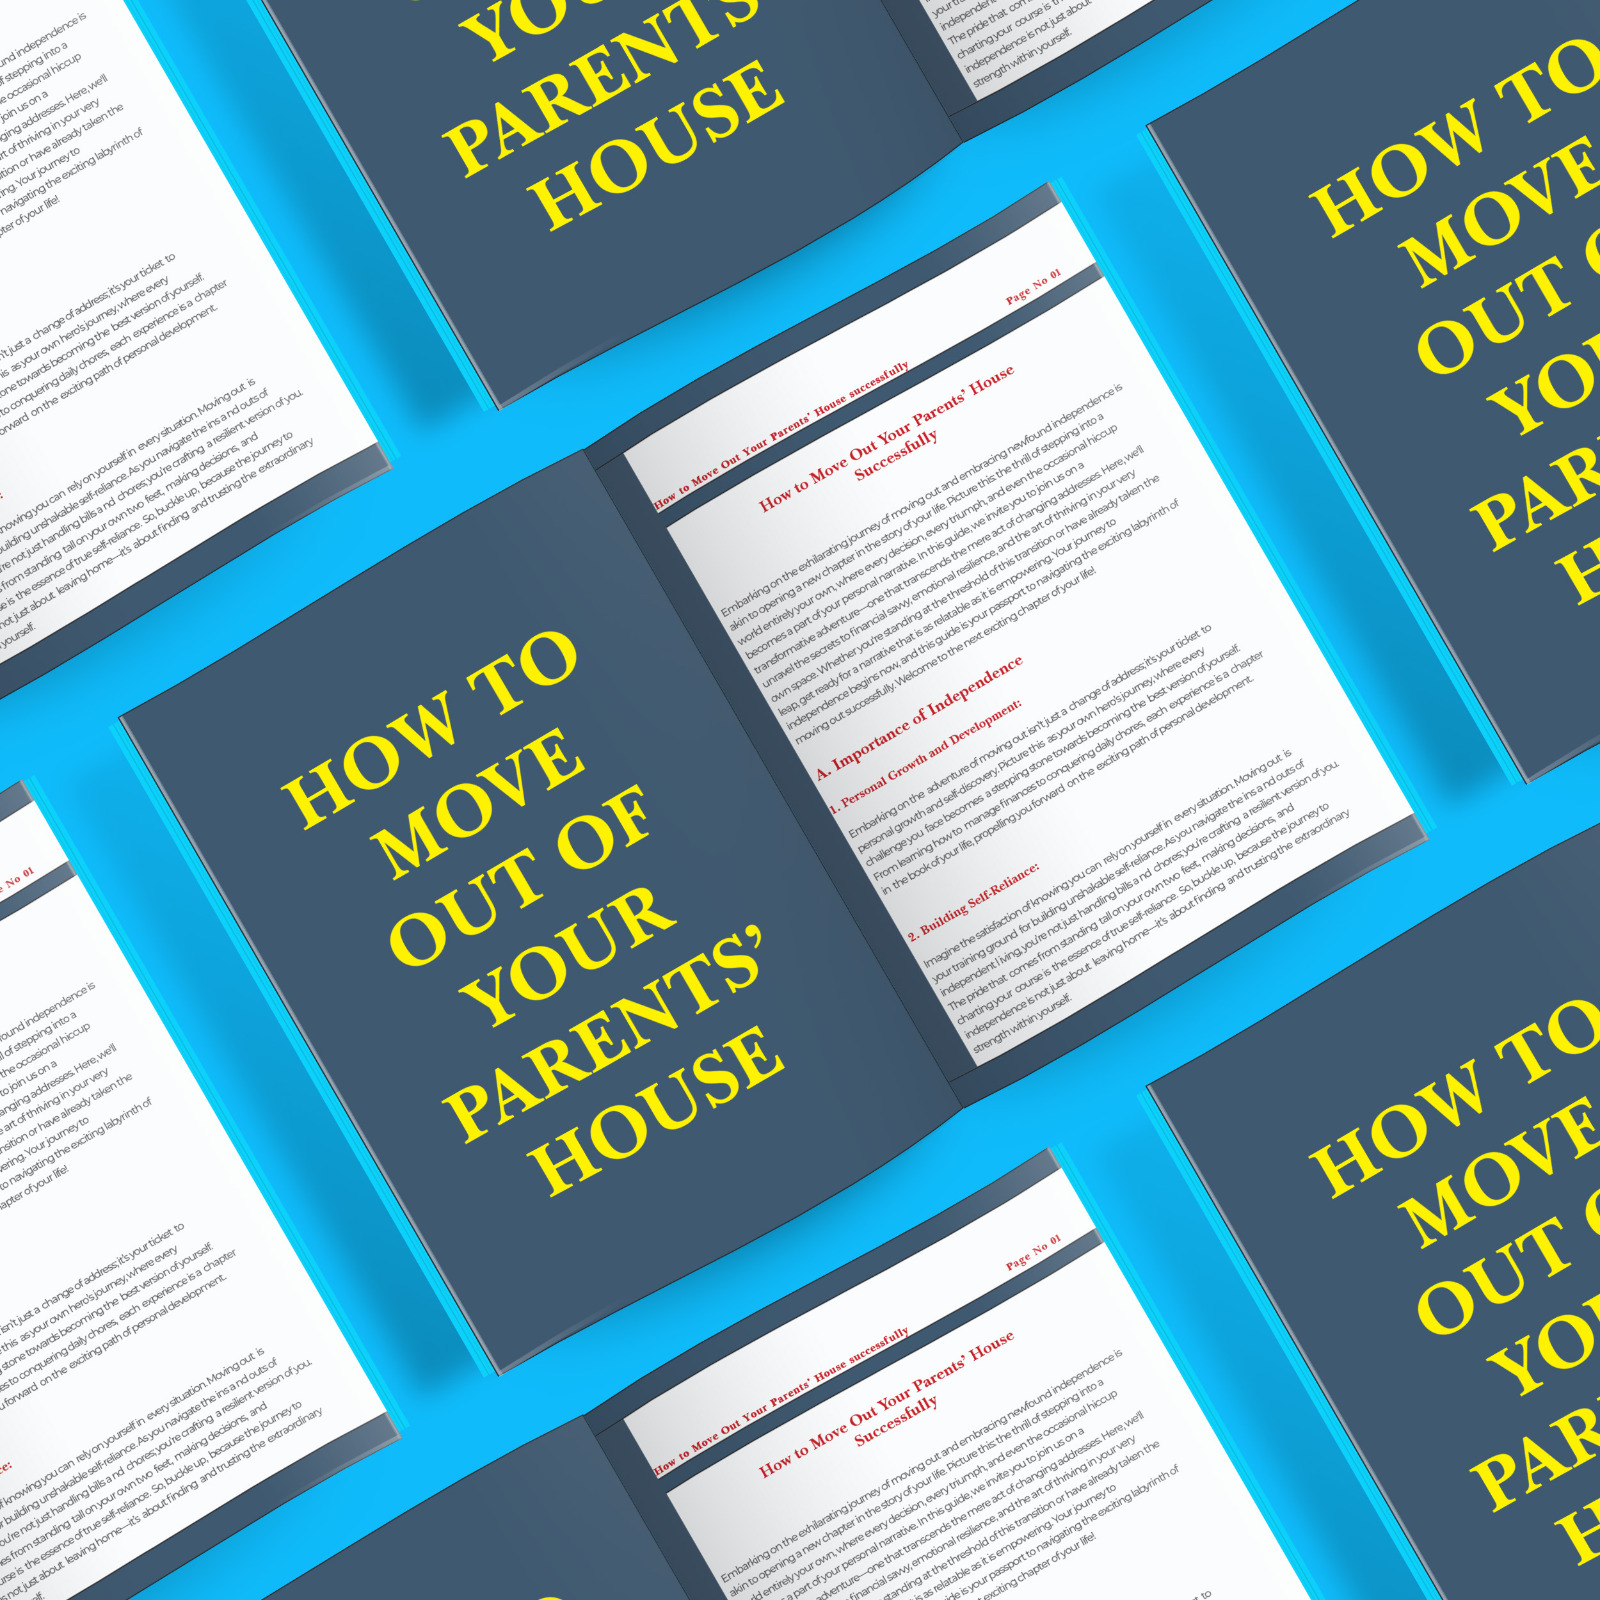 HOW TO
MOVE
OUT OF
YOUR
PARENTS’
HOUSE
Page No 01
How to Move Out Your Parents’ House successfully
How to Move Out Your Parents’ House
Successfully
Embarking on the exhilarating journey of moving out and embracing newfound independence is
akin to opening a new chapter in the story of your life. Picture this: the thrill of stepping into a
world entirely your own, where every decision, every triumph, and even the occasional hiccup
becomes a part of your personal narrative. In this guide, we invite you to join us on a
transformative adventure—one that transcends the mere act of changing addresses. Here, we’ll
unravel the secrets to financial savvy, emotional resilience, and the art of thriving in your very
own space. Whether you’re standing at the threshold of this transition or have already taken the
leap, get ready for a narrative that is as relatable as it is empowering. Your journey to
independence begins now, and this guide is your passport to navigating the exciting labyrinth of
moving out successfully. Welcome to the next exciting chapter of your life!
A. Importance of Independence
1. Personal Growth and Development:
Embarking on the adventure of moving out isn’t just a change of address; it’s your ticket to
personal growth and self-discovery. Picture this as your own hero’s journey, where every
challenge you face becomes a stepping stone towards becoming the best version of yourself.
From learning how to manage finances to conquering daily chores, each experience is a chapter
in the book of your life, propelling you forward on the exciting path of personal development.
2. Building Self-Reliance:
Imagine the satisfaction of knowing you can rely on yourself in every situation. Moving out is
your training ground for building unshakable self-reliance. As you navigate the ins and outs of
independent living, you’re not just handling bills and chores; you’re crafting a resilient version of you.
The pride that comes from standing tall on your own two feet, making decisions, and
charting your course is the essence of true self-reliance. So, buckle up, because the journey to
independence is not just about leaving home—it’s about finding and trusting the extraordinary
strength within yourself.